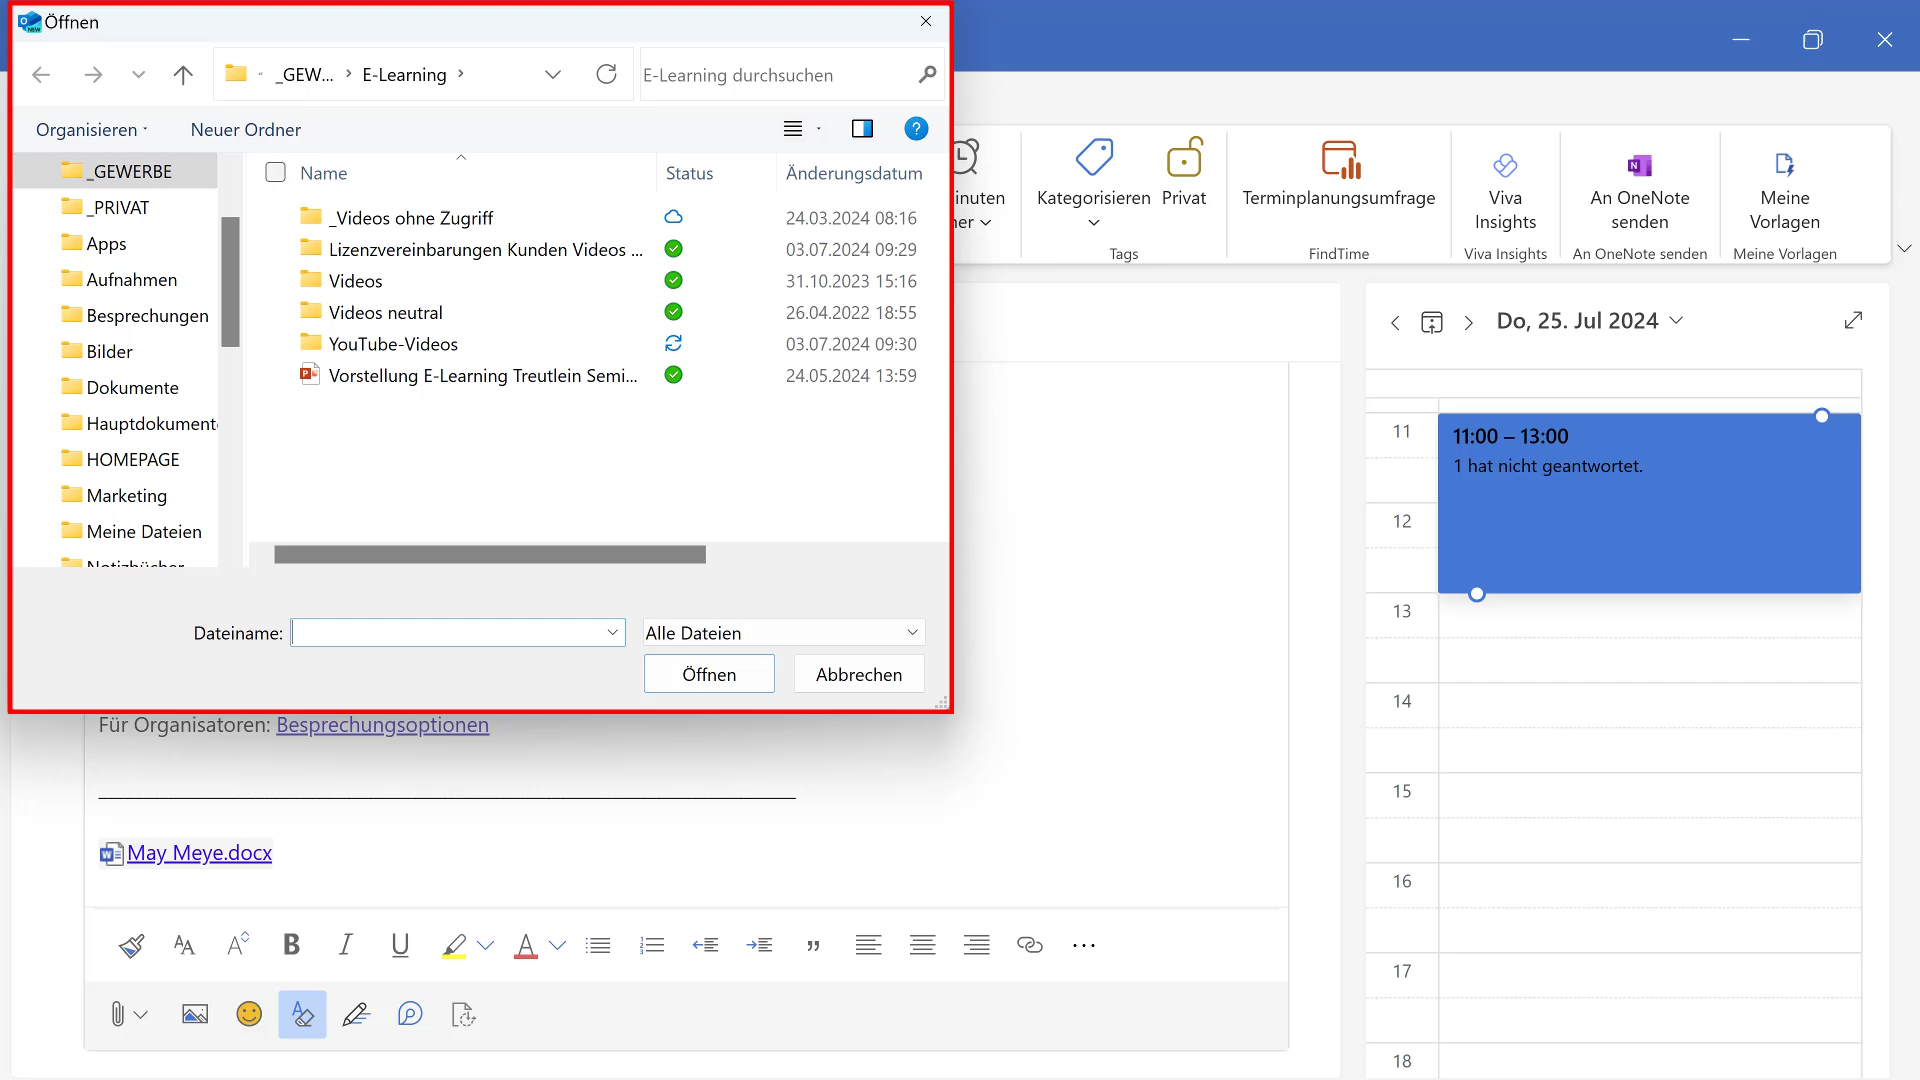 Öffnen
_GEW...
E-Learning
E-Learning durchsuchen
Organisieren
Neuer Ordner
?
_GEWERBE
_PRIVAT
Apps
Aufnahmen
Besprechungen
Bilder
Dokumente
HOMEPAGE
Marketing
Meine Dateien
Name Status Änderungsdatum
_Videos ohne Zugriff 24.03.2024 08:16
Lizenzvereinbarungen Kunden Videos ... 03.07.2024 09:29
Videos 31.10.2023 15:16
Videos neutral 26.04.2022 18:55
YouTube-Videos 03.07.2024 09:30
Vorstellung E-Learning Treutlein Semi... 24.05.2024 13:59
Dateiname:
Alle Dateien
Öffnen
Abbrechen
Kategorisieren
Privat
Tags
Terminplanungsumfrage
FindTime
Viva
Insights
Viva Insights
An OneNote
senden
An OneNote senden
Meine
Vorlagen
Meine Vorlagen
Für Organisatoren: Besprechungsoptionen
May Meye.docx
Do, 25. Jul 2024
11
11:00 – 13:00
1 hat nicht geantwortet.
12
13
14
15
16
17
18